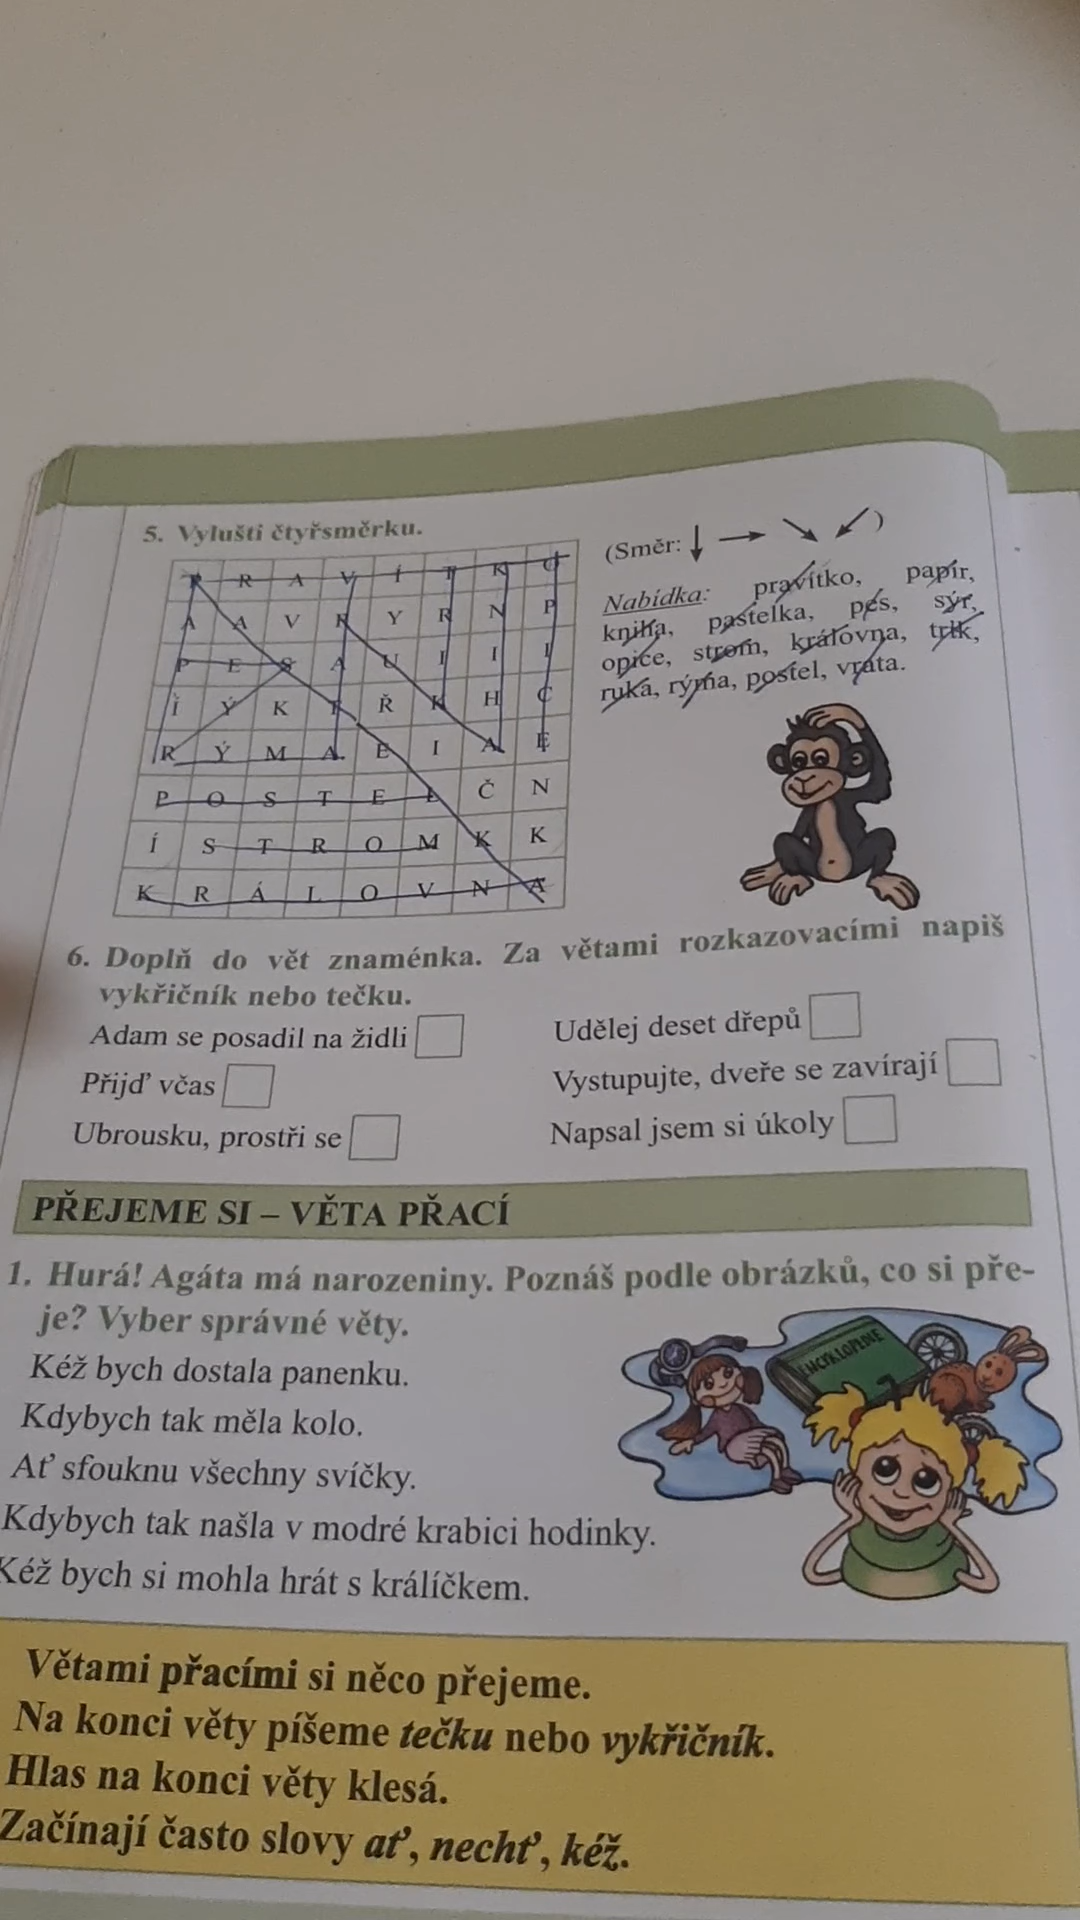 5. Vylušti čtyřsměrku.
(Směr: ↓ → ↘ ↙)
P R A V Í T K O
A A V R Y R N P
P E S A U I I I
Í Ý K T Ř K H C
R Ý M A E I A E
P O S T E L Č N
Í S T R O M K K
K R Á L O V N A
Nabídka: pravítko, papír,
kniha, pastelka, pes, sýr,
opice, strom, královna, trik,
ruka, rýma, postel, vrata.
6. Doplň do vět znaménka. Za větami rozkazovacími napiš
vykřičník nebo tečku.
Adam se posadil na židli
Udělej deset dřepů
Přijď včas
Vystupujte, dveře se zavírají
Ubrousku, prostři se
Napsal jsem si úkoly
PŘEJEME SI – VĚTA PŘACÍ
1. Hurá! Agáta má narozeniny. Poznáš podle obrázků, co si pře-
je? Vyber správné věty.
ENCYKLOPEDIE
Kéž bych dostala panenku.
Kdybych tak měla kolo.
Ať sfouknu všechny svíčky.
Kdybych tak našla v modré krabici hodinky.
Kéž bych si mohla hrát s králíčkem.
Větami přacími si něco přejeme.
Na konci věty píšeme tečku nebo vykřičník.
Hlas na konci věty klesá.
Začínají často slovy ať, nechť, kéž.